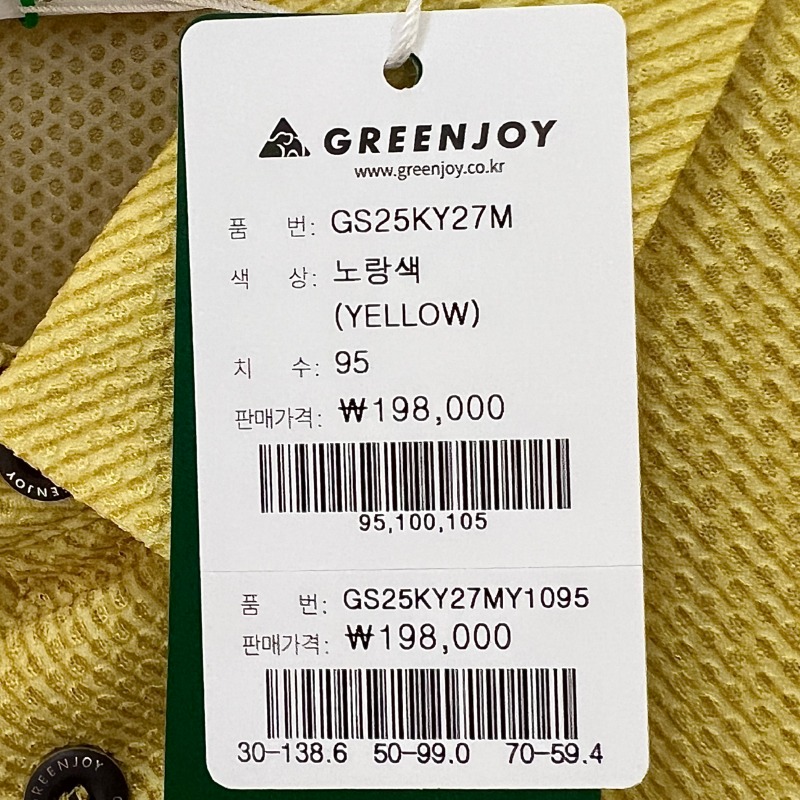 GREENJOY
www.greenjoy.co.kr
품 번: GS25KY27M
색 상: 노랑색
(YELLOW)
치 수: 95
판매가격: ₩198,000
95,100,105
품 번: GS25KY27MY1095
판매가격: ₩198,000
30-138.6 50-99.0 70-59.4
ENJOY
GREENJOY